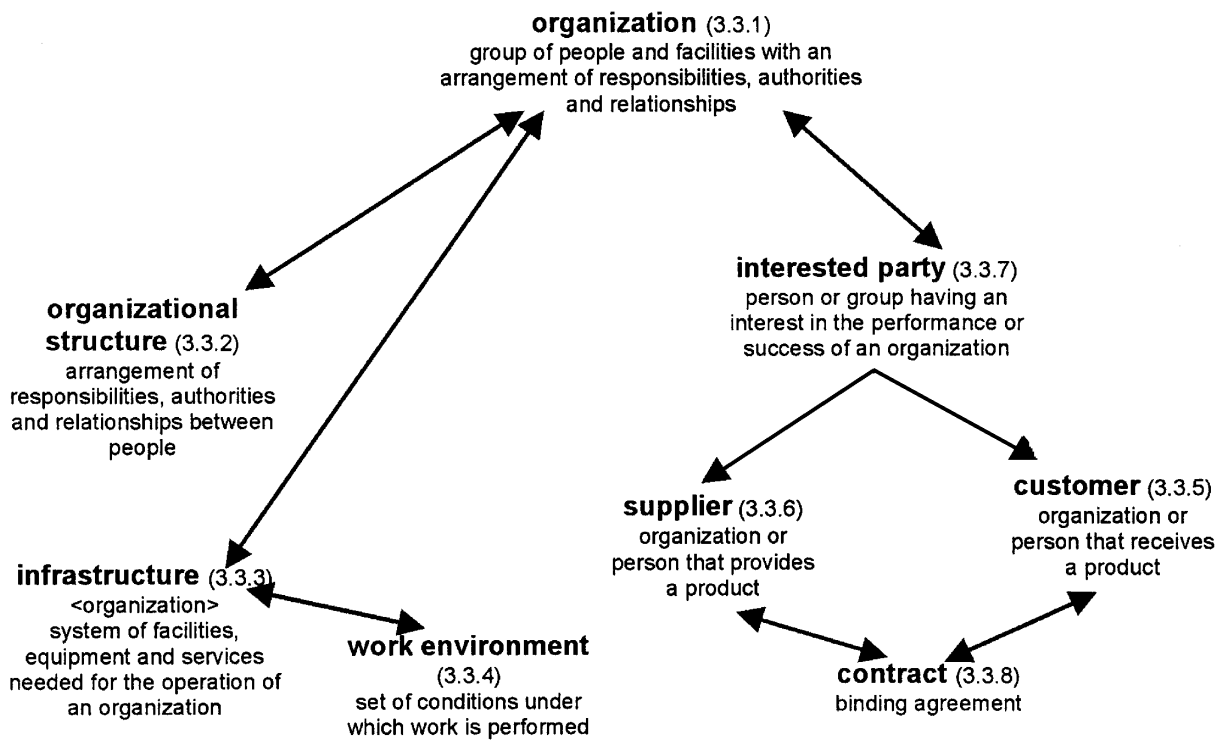 organization (3.3.1)
group of people and facilities with an
arrangement of responsibilities, authorities
and relationships
organizational
structure (3.3.2)
arrangement of
responsibilities, authorities
and relationships between
people
interested party (3.3.7)
person or group having an
interest in the performance or
success of an organization
supplier (3.3.6)
organization or
person that provides
a product
customer (3.3.5)
organization or
person that receives
a product
infrastructure (3.3.3)
<organization>
system of facilities,
equipment and services
needed for the operation of
an organization
work environment
(3.3.4)
set of conditions under
which work is performed
contract (3.3.8)
binding agreement